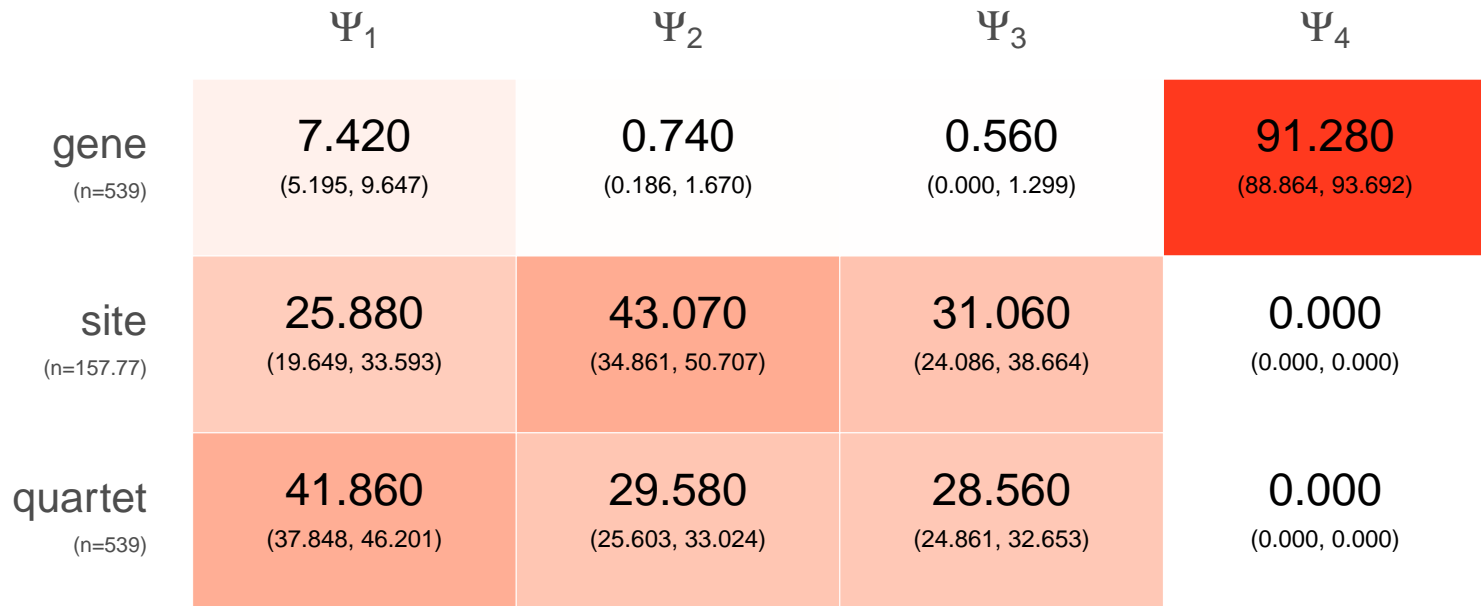 Ψ1 Ψ2 Ψ3 Ψ4
gene 7.420 0.740 0.560 91.280
(n=539) (5.195, 9.647) (0.186, 1.670) (0.000, 1.299) (88.864, 93.692)
site 25.880 43.070 31.060 0.000
(n=157.77) (19.649, 33.593) (34.861, 50.707) (24.086, 38.664) (0.000, 0.000)
quartet 41.860 29.580 28.560 0.000
(n=539) (37.848, 46.201) (25.603, 33.024) (24.861, 32.653) (0.000, 0.000)